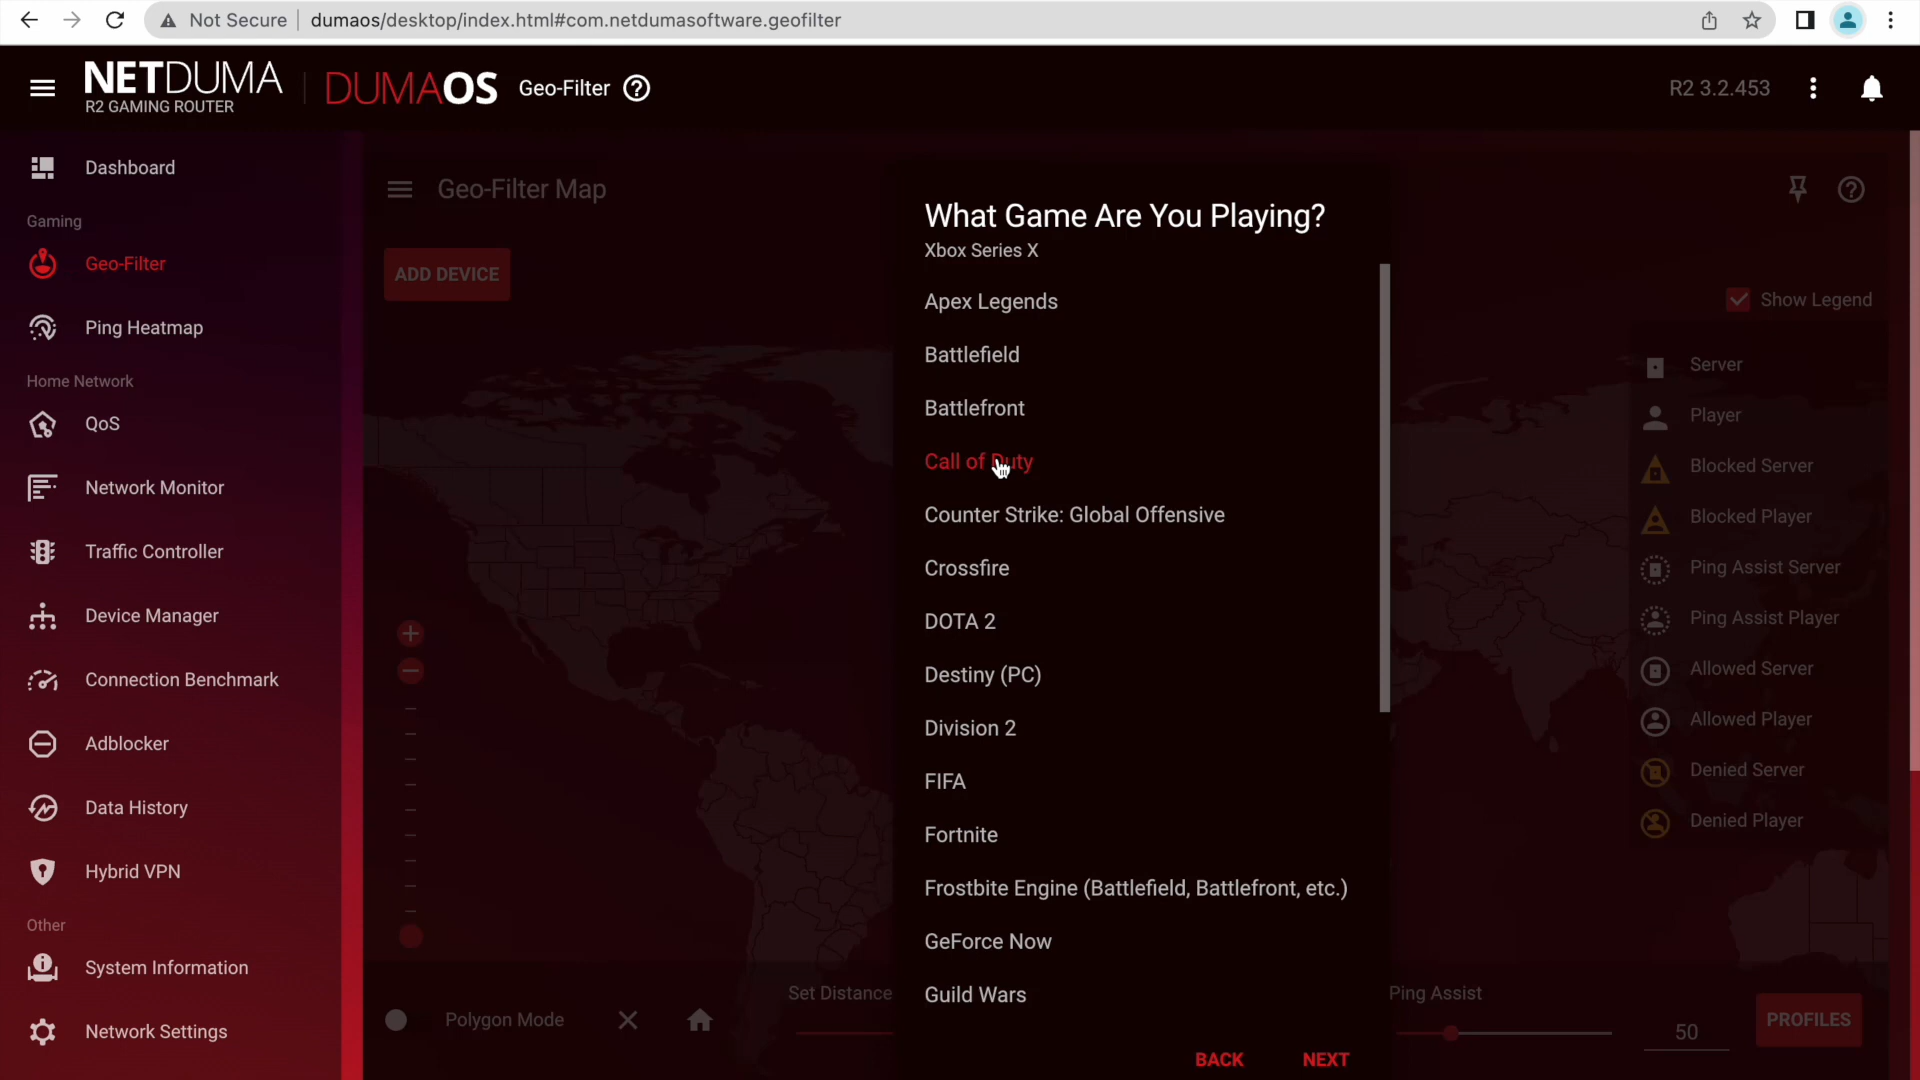 Not Secure
dumaos/desktop/index.html#com.netdumasoftware.geofilter
NETDUMA
R2 GAMING ROUTER
DUMAOS
Geo-Filter
R2 3.2.453
Dashboard
Gaming
Geo-Filter
Ping Heatmap
Home Network
QoS
Network Monitor
Traffic Controller
Device Manager
Connection Benchmark
Adblocker
Data History
Hybrid VPN
Other
System Information
Network Settings
Geo-Filter Map
ADD DEVICE
What Game Are You Playing?
Xbox Series X
Apex Legends
Battlefield
Battlefront
Call of Duty
Counter Strike: Global Offensive
Crossfire
DOTA 2
Destiny (PC)
Division 2
FIFA
Fortnite
Frostbite Engine (Battlefield, Battlefront, etc.)
GeForce Now
Guild Wars
BACK
NEXT
Show Legend
Server
Player
Blocked Server
Blocked Player
Ping Assist Server
Ping Assist Player
Allowed Server
Allowed Player
Denied Server
Denied Player
Polygon Mode
Set Distance
Ping Assist
50
PROFILES